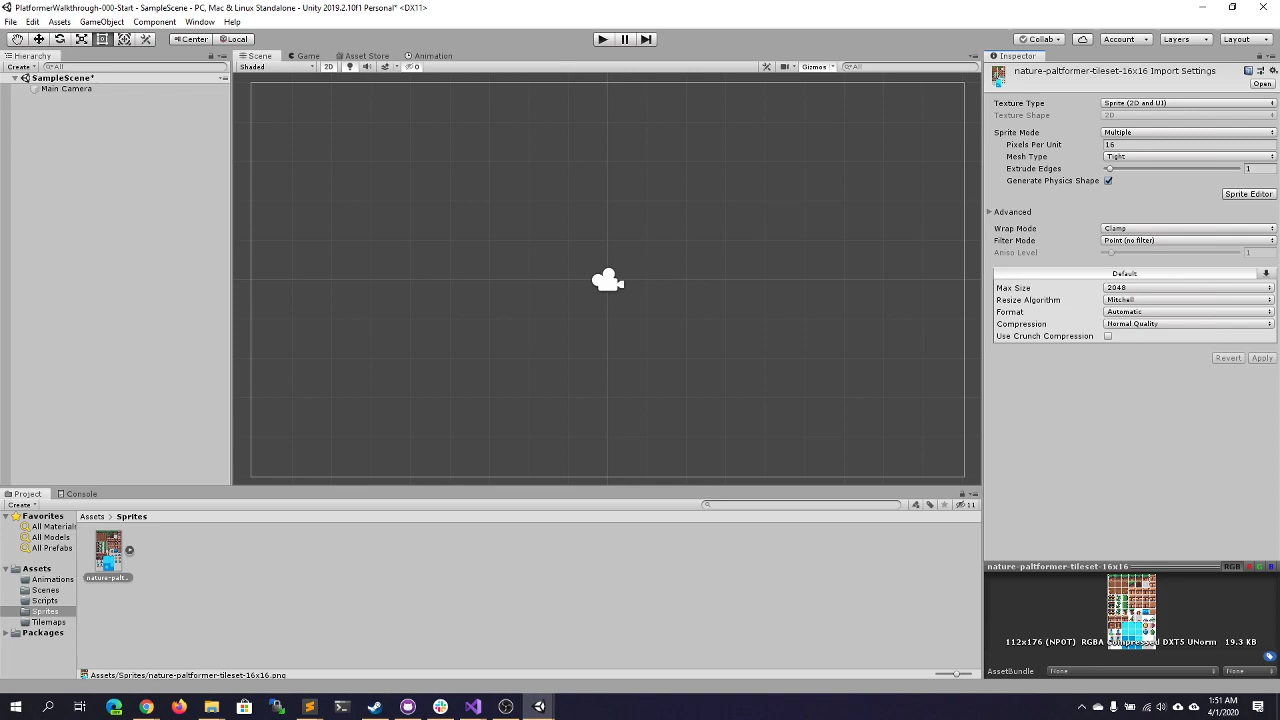 PlatformerWalkthrough-000-Start - SampleScene - PC, Mac & Linux Standalone - Unity 2019.2.10f1 Personal* <DX11>
File Edit Assets GameObject Component Window Help
Center Local Collab Account Layers Layout
Hierarchy Scene Game Asset Store Animation Inspector
Create All Shaded 2D 0 Gizmos All
SampleScene*
Main Camera
nature-paltformer-tileset-16x16 Import Settings
Open
Texture Type Sprite (2D and UI)
Texture Shape 2D
Sprite Mode Multiple
Pixels Per Unit 16
Mesh Type Tight
Extrude Edges 1
Generate Physics Shape
Sprite Editor
Advanced
Wrap Mode Clamp
Filter Mode Point (no filter)
Aniso Level 1
Default
Max Size 2048
Resize Algorithm Mitchell
Format Automatic
Compression Normal Quality
Use Crunch Compression
Revert Apply
Project Console
Create 11
Favorites
All Materials
All Models
All Prefabs
Assets
Animations
Scenes
Scripts
Sprites
Tilemaps
Packages
Assets Sprites
nature-palt...
Assets/Sprites/nature-paltformer-tileset-16x16.png
nature-paltformer-tileset-16x16 RGB R G B
112x176 (NPOT) RGBA Compressed DXT5 UNorm 19.3 KB
AssetBundle None None
1:51 AM
4/1/2020